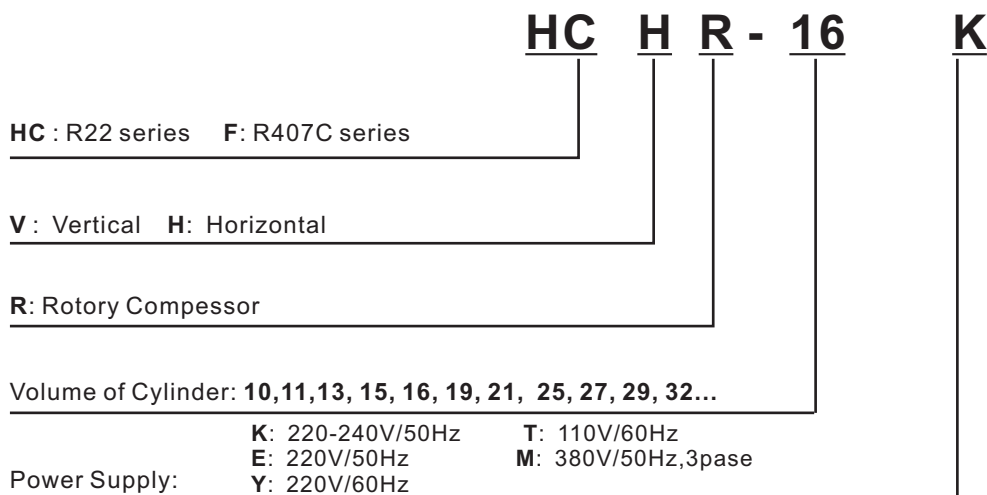 HC H R - 16 K
HC : R22 series F: R407C series
V : Vertical H: Horizontal
R: Rotory Compessor
Volume of Cylinder: 10,11,13, 15, 16, 19, 21, 25, 27, 29, 32...
K: 220-240V/50Hz T: 110V/60Hz
E: 220V/50Hz M: 380V/50Hz,3pase
Power Supply: Y: 220V/60Hz